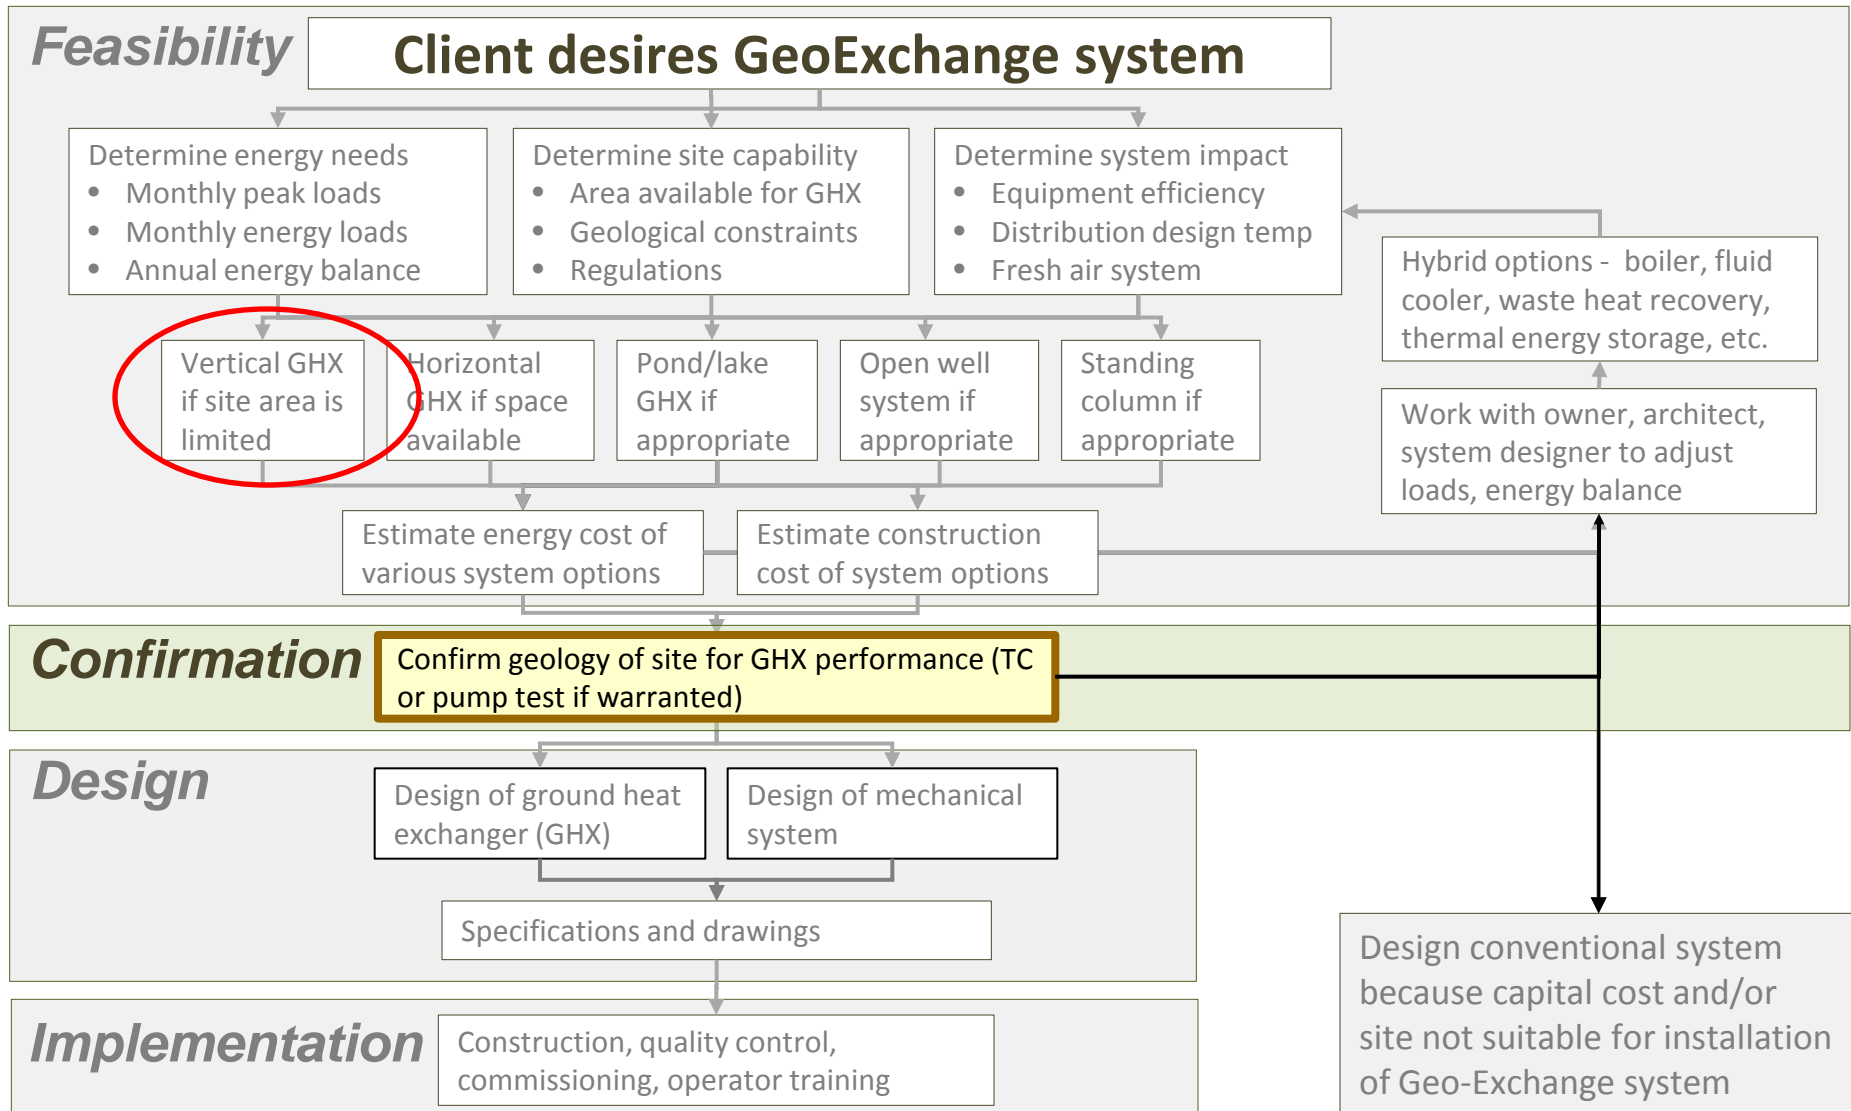 Feasibility
Client desires GeoExchange system
Determine energy needs
• Monthly peak loads
• Monthly energy loads
• Annual energy balance
Determine site capability
• Area available for GHX
• Geological constraints
• Regulations
Determine system impact
• Equipment efficiency
• Distribution design temp
• Fresh air system
Hybrid options - boiler, fluid
cooler, waste heat recovery,
thermal energy storage, etc.
Vertical GHX
if site area is
limited
Horizontal
GHX if space
available
Pond/lake
GHX if
appropriate
Open well
system if
appropriate
Standing
column if
appropriate
Work with owner, architect,
system designer to adjust
loads, energy balance
Estimate energy cost of
various system options
Estimate construction
cost of system options
Confirmation
Confirm geology of site for GHX performance (TC
or pump test if warranted)
Design
Design of ground heat
exchanger (GHX)
Design of mechanical
system
Specifications and drawings
Design conventional system
because capital cost and/or
site not suitable for installation
of Geo-Exchange system
Implementation
Construction, quality control,
commissioning, operator training